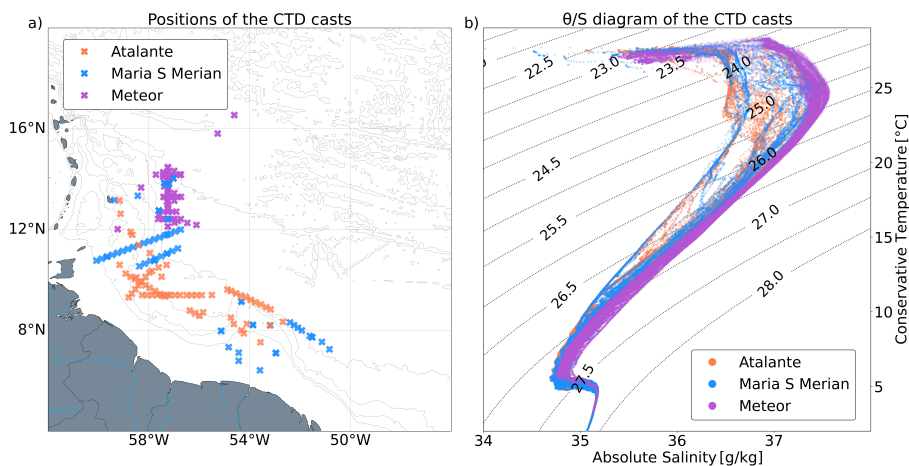 a) Positions of the CTD casts
Atalante
Maria S Merian
Meteor
16°N
12°N
8°N
58°W 54°W 50°W
b) θ/S diagram of the CTD casts
22.5 23.0 23.5 24.0
25.0
24.5
26.0
25.5
27.0
26.5
28.0
27.5
Atalante
Maria S Merian
Meteor
25
20
15
10
5
Conservative Temperature [°C]
34 35 36 37
Absolute Salinity [g/kg]